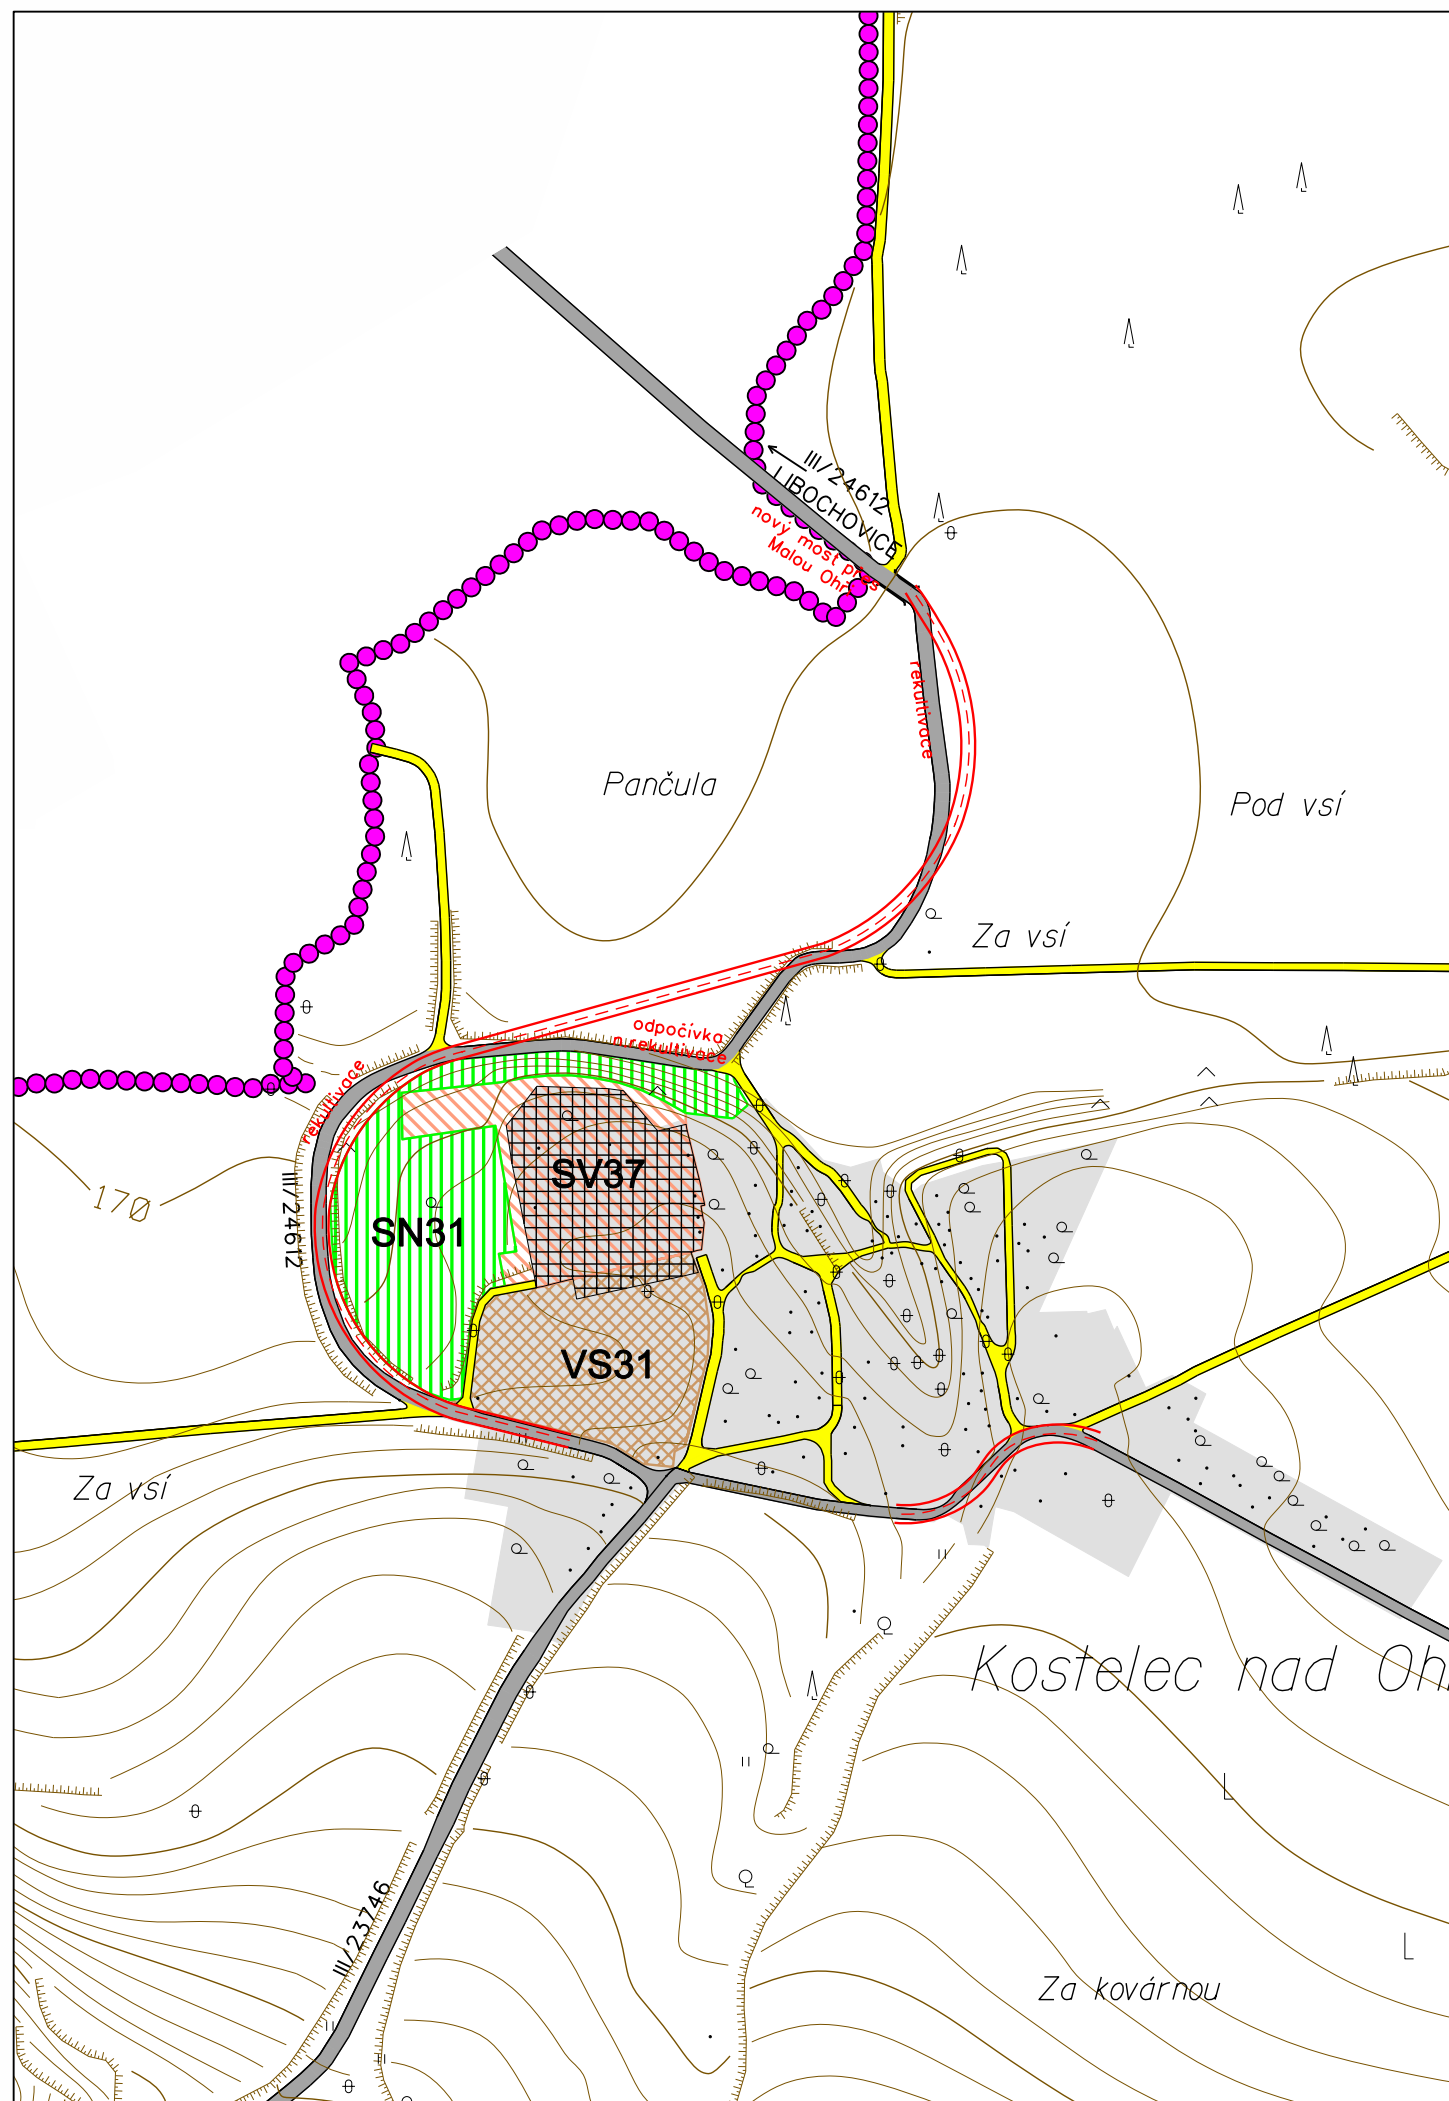 III/24612
LIBOCHOVICE
nový most přes
Malou Ohři
rekultivace
Pančula
Pod vsí
Za vsí
odpočívka
a rekultivace
rekultivace
170
III/24612
SV37
SN31
VS31
Za vsí
Kostelec nad Oh
III/23746
Za kovárnou